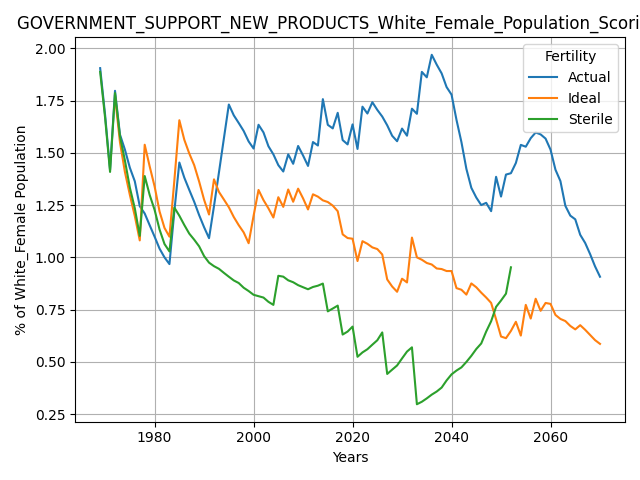 GOVERNMENT_SUPPORT_NEW_PRODUCTS_White_Female_Population_Scori
% of White_Female Population
2.00
1.75
1.50
1.25
1.00
0.75
0.50
0.25
Fertility
Actual
Ideal
Sterile
1980 2000 2020 2040 2060
Years